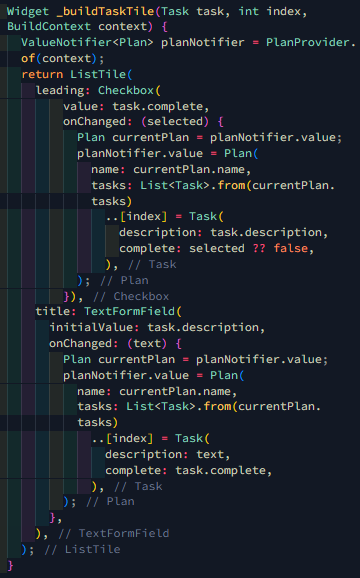 Widget _buildTaskTile(Task task, int index,
BuildContext context) {
ValueNotifier<Plan> planNotifier = PlanProvider.
of(context);
return ListTile(
leading: Checkbox(
value: task.complete,
onChanged: (selected) {
Plan currentPlan = planNotifier.value;
planNotifier.value = Plan(
name: currentPlan.name,
tasks: List<Task>.from(currentPlan.
tasks)
..[index] = Task(
description: task.description,
complete: selected ?? false,
), // Task
); // Plan
}), // Checkbox
title: TextFormField(
initialValue: task.description,
onChanged: (text) {
Plan currentPlan = planNotifier.value;
planNotifier.value = Plan(
name: currentPlan.name,
tasks: List<Task>.from(currentPlan.
tasks)
..[index] = Task(
description: text,
complete: task.complete,
), // Task
); // Plan
},
), // TextFormField
); // ListTile
}